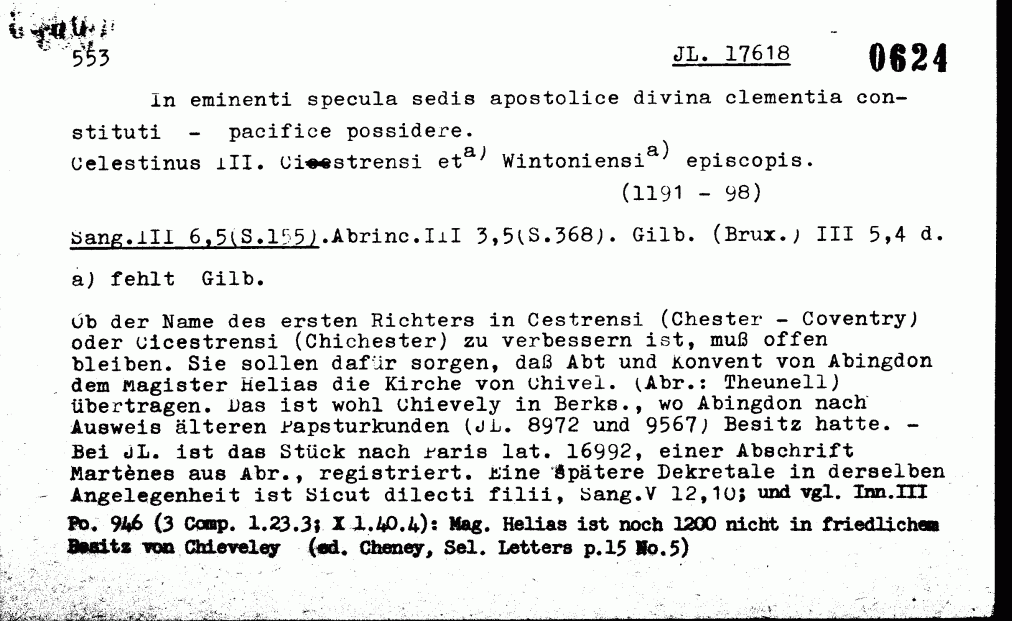 553 JL. 17618 0624
In eminenti specula sedis apostolice divina clementia con-
stituti - pacifice possidere.
Celestinus III. Cicestrensi et a) Wintoniensi a) episcopis.
(1191 - 98)
Sang.III 6,5(S.155).Abrinc.III 3,5(S.368). Gilb. (Brux.) III 5,4 d.
a) fehlt Gilb.
Ob der Name des ersten Richters in Cestrensi (Chester - Coventry)
oder Cicestrensi (Chichester) zu verbessern ist, muß offen
bleiben. Sie sollen dafür sorgen, daß Abt und Konvent von Abingdon
dem Magister Helias die Kirche von Chivel. (Abr.: Theunell)
übertragen. Das ist wohl Chievely in Berks., wo Abingdon nach
Ausweis älteren Papsturkunden (JL. 8972 und 9567) Besitz hatte. -
Bei JL. ist das Stück nach Paris lat. 16992, einer Abschrift
Martènes aus Abr., registriert. Eine spätere Dekretale in derselben
Angelegenheit ist Sicut dilecti filii, Sang.V 12,10; und vgl. Inn.III
Po. 946 (3 Comp. 1.23.3; X 1.40.4): Mag. Helias ist noch 1200 nicht in friedlichem
Besitz von Chieveley (ed. Cheney, Sel. Letters p.15 No.5)